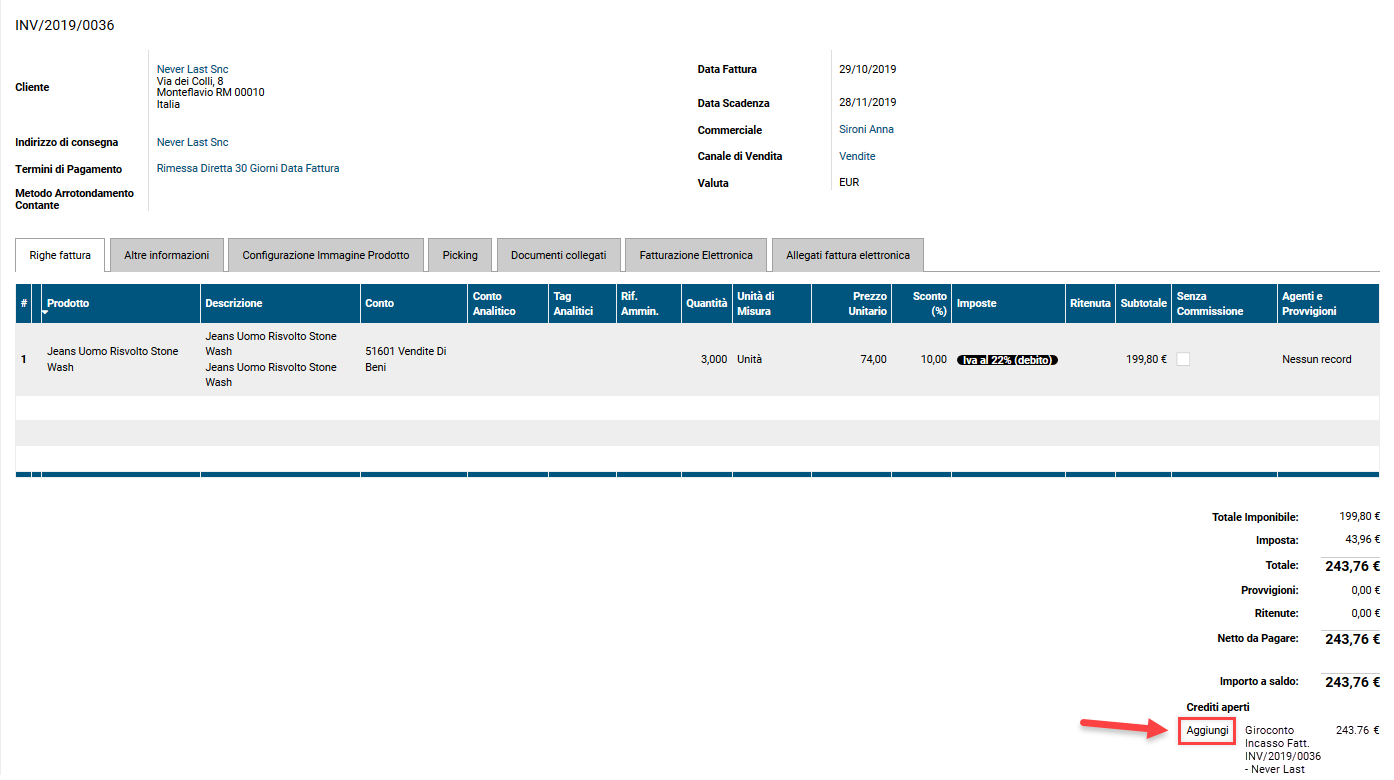 INV/2019/0036
Cliente
Never Last Snc
Via dei Colli, 8
Monteflavio RM 00010
Italia
Indirizzo di consegna
Never Last Snc
Termini di Pagamento
Rimessa Diretta 30 Giorni Data Fattura
Metodo Arrotondamento
Contante
Data Fattura
29/10/2019
Data Scadenza
28/11/2019
Commerciale
Sironi Anna
Canale di Vendita
Vendite
Valuta
EUR
Righe fattura
Altre informazioni
Configurazione Immagine Prodotto
Picking
Documenti collegati
Fatturazione Elettronica
Allegati fattura elettronica
#
Prodotto
Descrizione
Conto
Conto
Analitico
Tag
Analitici
Rif.
Ammin.
Quantità
Unità di
Misura
Prezzo
Unitario
Sconto
(%)
Imposte
Ritenuta
Subtotale
Senza
Commissione
Agenti e
Provvigioni
1
Jeans Uomo Risvolto Stone
Wash
Jeans Uomo Risvolto Stone
Wash
Jeans Uomo Risvolto Stone
Wash
51601 Vendite Di
Beni
3,000
Unità
74,00
10,00
Iva al 22% (debito)
199,80 €
Nessun record
Totale Imponibile:
199,80 €
Imposta:
43,96 €
Totale:
243,76 €
Provvigioni:
0,00 €
Ritenute:
0,00 €
Netto da Pagare:
243,76 €
Importo a saldo:
243,76 €
Crediti aperti
Aggiungi
Giroconto
Incasso Fatt.
INV/2019/0036
- Never Last
243.76 €